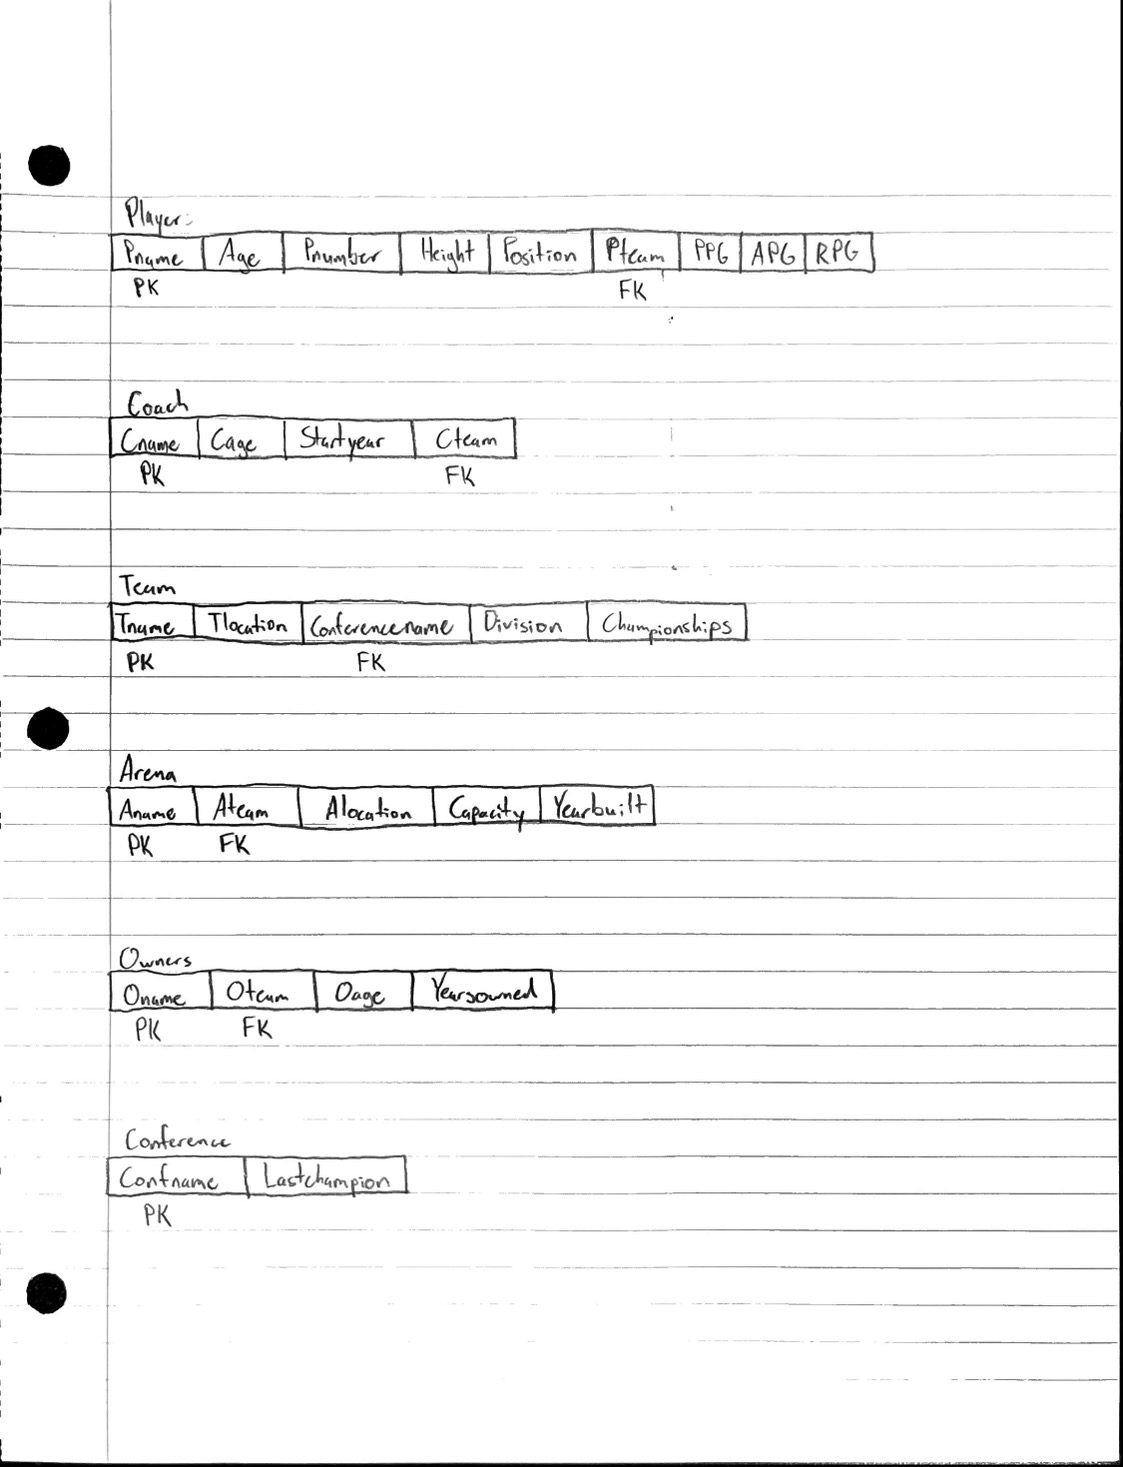 Player:
Pname Age Pnumber Height Position Pteam PPG APG RPG
PK FK
Coach
Cname Cage Startyear Cteam
PK FK
Team
Tname Tlocation Conferencename Division Championships
PK FK
Arena
Aname Ateam Alocation Capacity Yearbuilt
PK FK
Owners
Oname Oteam Oage Yearsowned
PK FK
Conference
Confname Lastchampion
PK